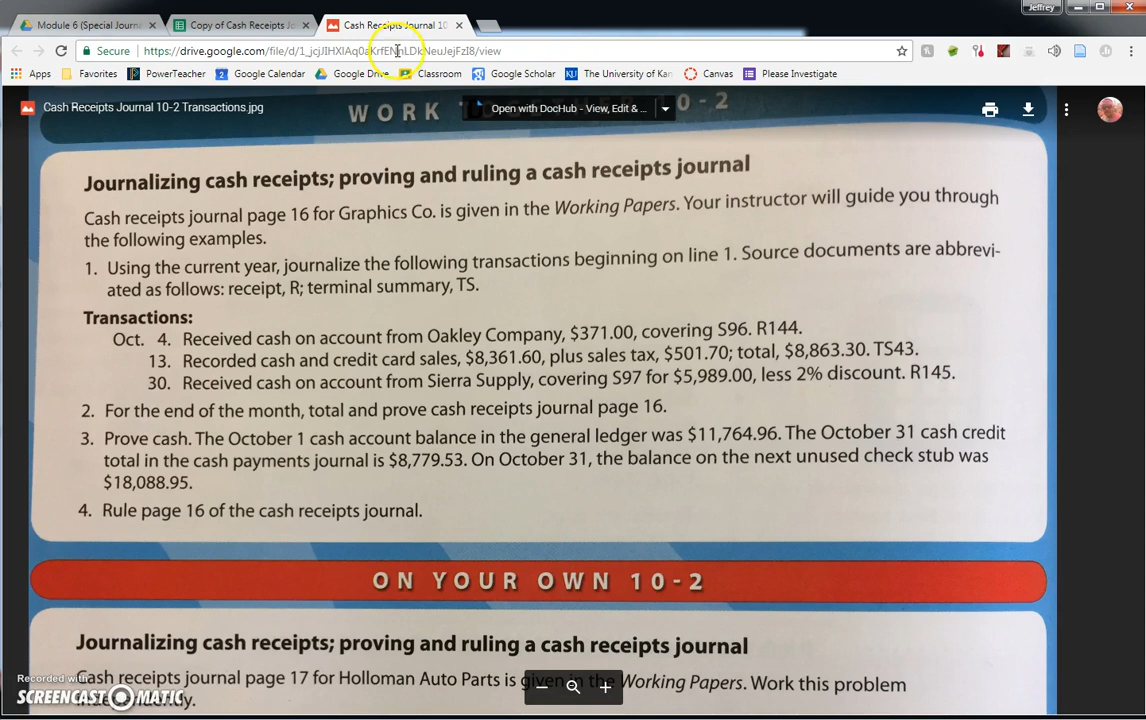 Jeffrey
Module 6 (Special Journ
Copy of Cash Receipts Jo
Cash Receipts Journal 10
Secure
Apps
Favorites
PowerTeacher
Google Calendar
Google Drive
Classroom
Google Scholar
The University of Kan
Canvas
Please Investigate
Cash Receipts Journal 10-2 Transactions.jpg
WORK
Open with DocHub - View, Edit & ...
0 - 2
Journalizing cash receipts; proving and ruling a cash receipts journal
Cash receipts journal page 16 for Graphics Co. is given in the Working Papers. Your instructor will guide you through
the following examples.
1. Using the current year, journalize the following transactions beginning on line 1. Source documents are abbrevi-
ated as follows: receipt, R; terminal summary, TS.
Transactions:
Oct. 4. Received cash on account from Oakley Company, $371.00, covering S96. R144.
13. Recorded cash and credit card sales, $8,361.60, plus sales tax, $501.70; total, $8,863.30. TS43.
30. Received cash on account from Sierra Supply, covering S97 for $5,989.00, less 2% discount. R145.
2. For the end of the month, total and prove cash receipts journal page 16.
3. Prove cash. The October 1 cash account balance in the general ledger was $11,764.96. The October 31 cash credit
total in the cash payments journal is $8,779.53. On October 31, the balance on the next unused check stub was
$18,088.95.
4. Rule page 16 of the cash receipts journal.
ON YOUR OWN 10-2
Journalizing cash receipts; proving and ruling a cash receipts journal
Cash receipts journal page 17 for Holloman Auto Parts is given in the Working Papers. Work this problem
independently.
Recorded with
SCREENCAST MATIC